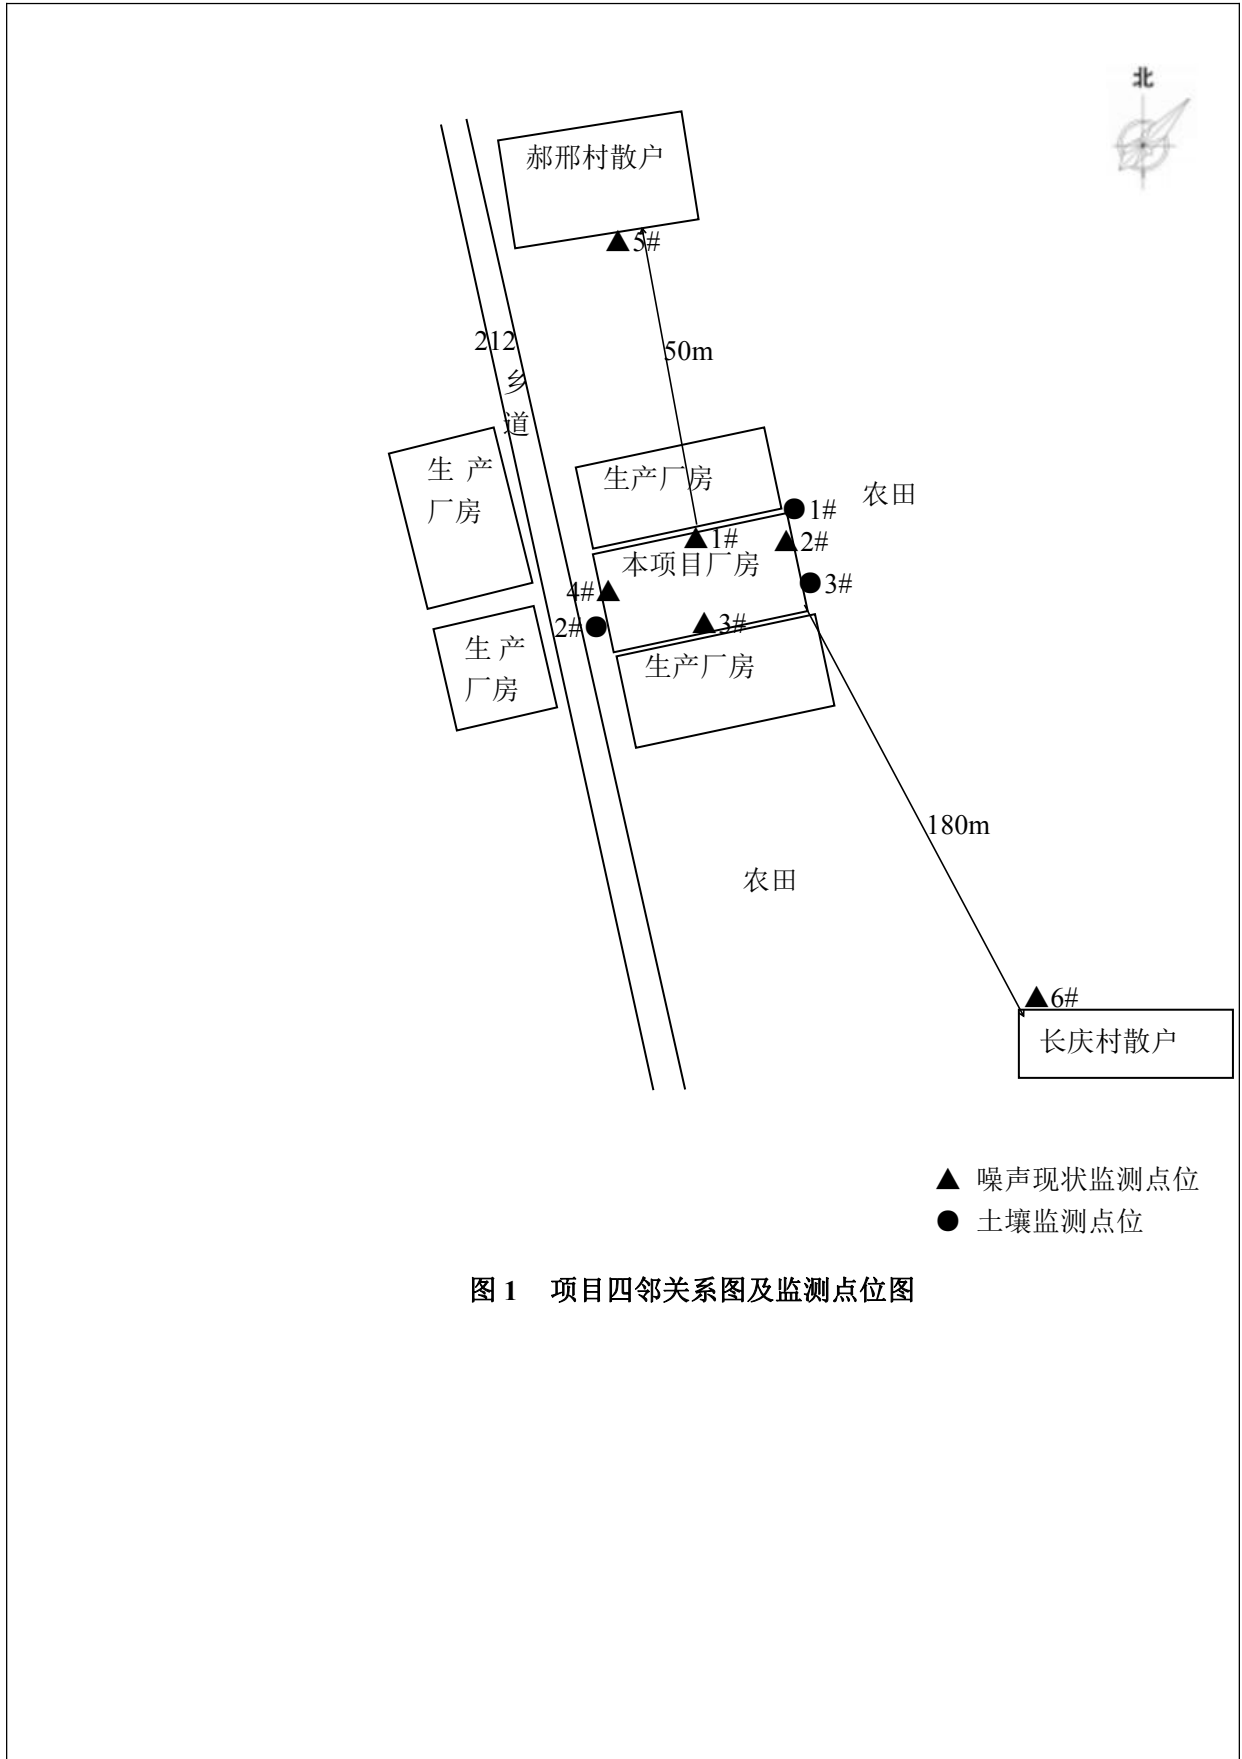 北
郝邢村散户
5#
212
乡
道
50m
生 产
厂房
生产厂房
农田
1#
1#
2#
本项目厂房
4#
3#
2#
3#
生 产
厂房
生产厂房
180m
农田
6#
长庆村散户
噪声现状监测点位
土壤监测点位
图 1 项目四邻关系图及监测点位图